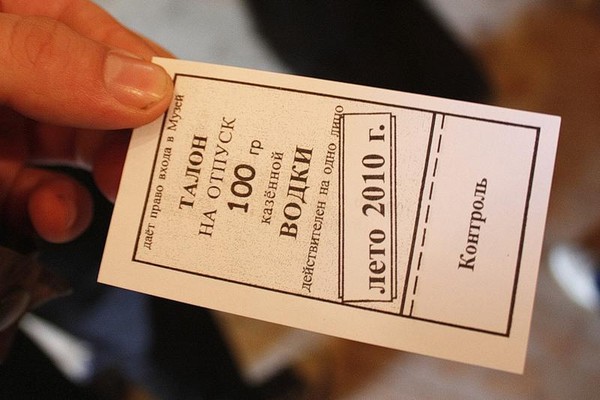 даёт право входа в Музей
ТАЛОН
НА ОТПУСК
100 гр
казённой
ВОДКИ
действителен на одно лицо
лето 2010 г.
Контроль